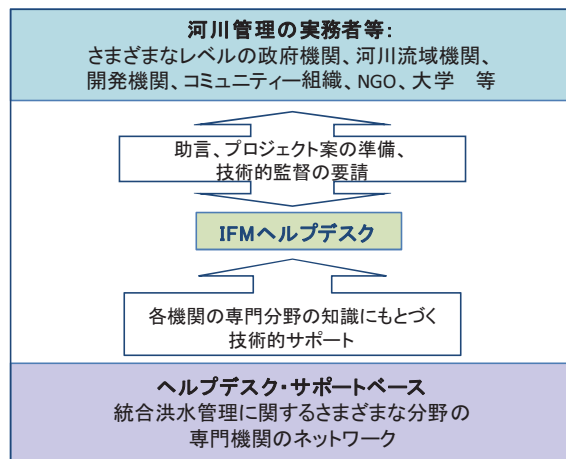 河川管理の実務者等:
さまざまなレベルの政府機関、河川流域機関、
開発機関、コミュニティー組織、NGO、大学　等
助言、プロジェクト案の準備、
技術的監督の要請
IFMヘルプデスク
各機関の専門分野の知識にもとづく
技術的サポート
ヘルプデスク・サポートベース
統合洪水管理に関するさまざまな分野の
専門機関のネットワーク